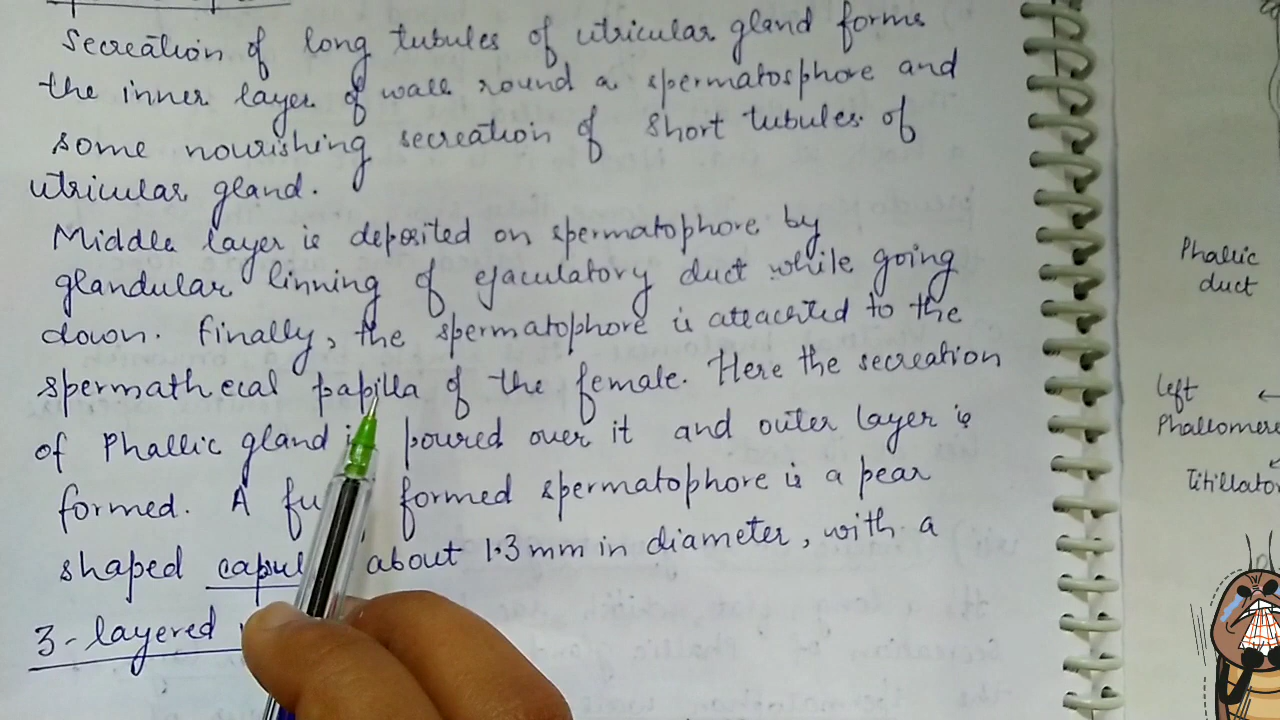 Secreation of long tubules of utricular gland forms
the inner layer of wall round a spermatosphore and
some nourishing secreation of short tubules of
utricular gland.
Middle layer is deposited on spermatophore by
glandular linning of ejaculatory duct while going
down. Finally, the spermatophore is attached to the
spermathecal papilla of the female. Here the secreation
of Phallic gland is poured over it and outer layer is
formed. A formed spermatophore is a pear
shaped about 1.3 mm in diameter, with a
3-layered
Phallic
duct
left
Phallomere
titillator